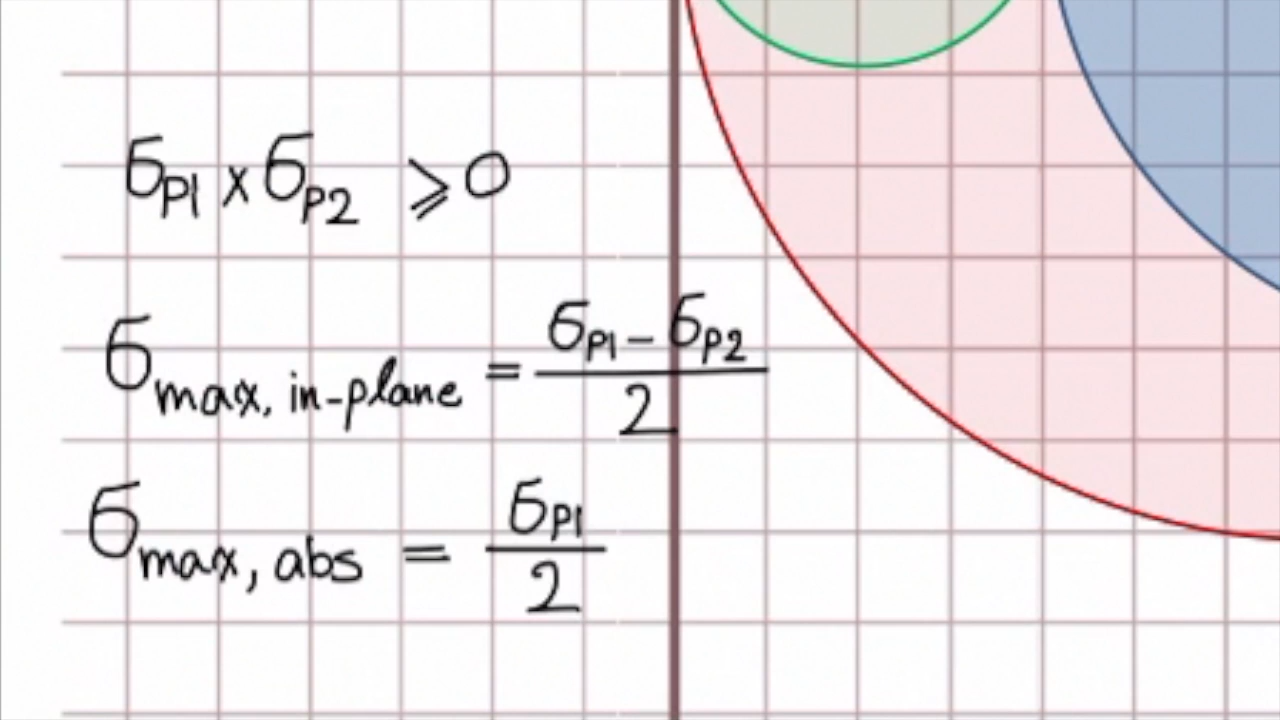 σp1 x σp2 ⩾ 0
σmax, in-plane = (σp1 - σp2) / 2
σmax, abs = σp1 / 2